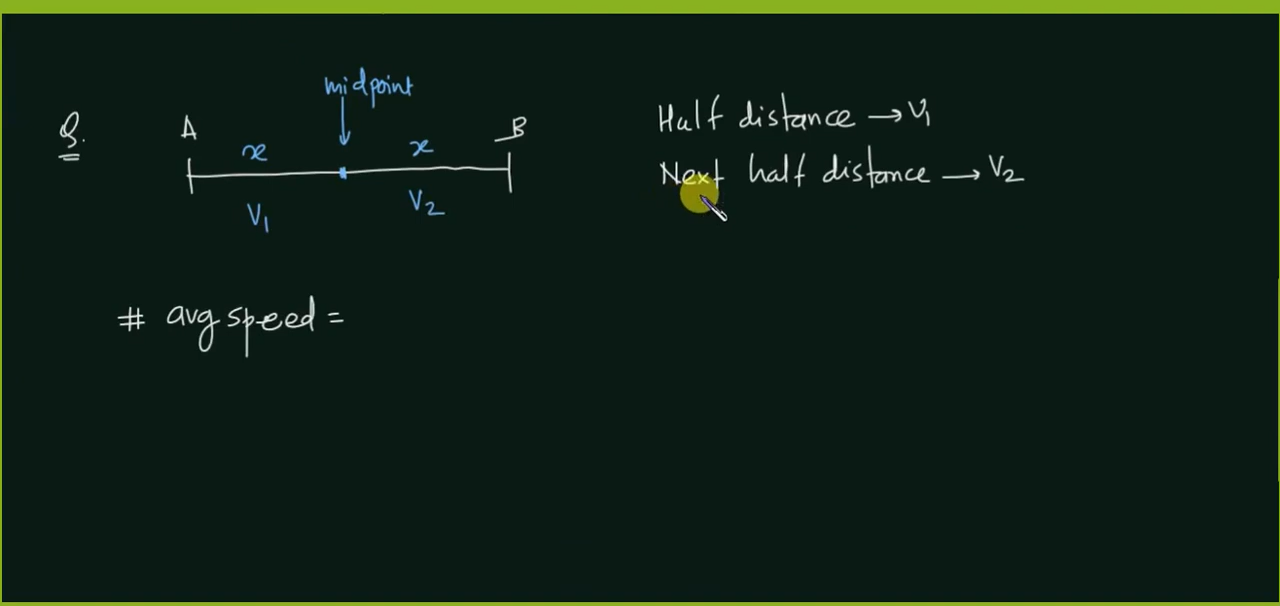 midpoint
Q. A B
x x
V1 V2
Half distance → V1
Next half distance → V2
# avg speed =